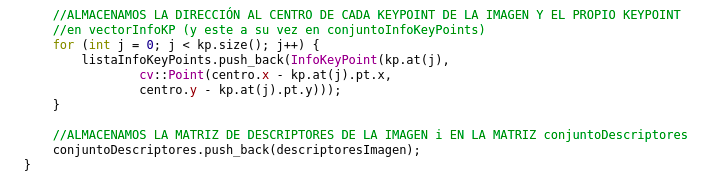 //ALMACENAMOS LA DIRECCIÓN AL CENTRO DE CADA KEYPOINT DE LA IMAGEN Y EL PROPIO KEYPOINT
//en vectorInfoKP (y este a su vez en conjuntoInfoKeyPoints)
for (int j = 0; j < kp.size(); j++) {
listaInfoKeyPoints.push_back(InfoKeyPoint(kp.at(j),
cv::Point(centro.x - kp.at(j).pt.x,
centro.y - kp.at(j).pt.y)));
}
//ALMACENAMOS LA MATRIZ DE DESCRIPTORES DE LA IMAGEN i EN LA MATRIZ conjuntoDescriptores
conjuntoDescriptores.push_back(descriptoresImagen);
}